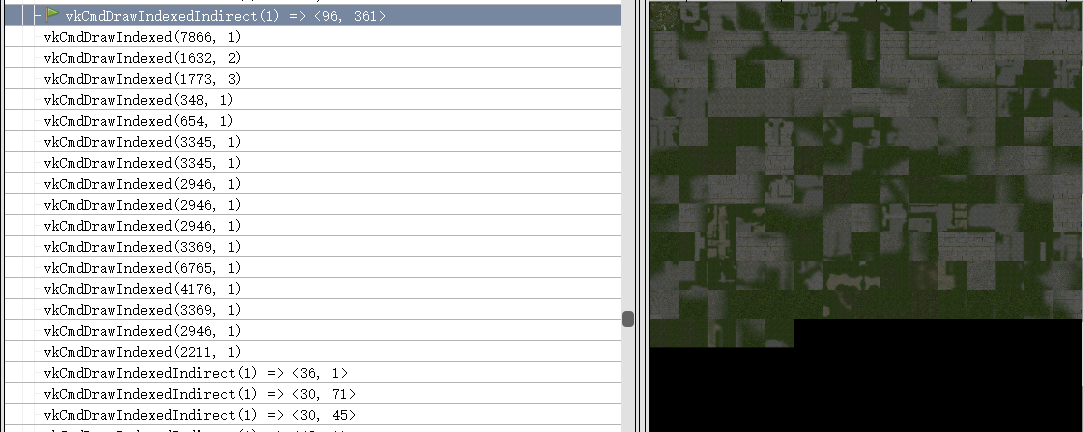 vkCmdDrawIndexedIndirect(1) => <96, 361>
vkCmdDrawIndexed(7866, 1)
vkCmdDrawIndexed(1632, 2)
vkCmdDrawIndexed(1773, 3)
vkCmdDrawIndexed(348, 1)
vkCmdDrawIndexed(654, 1)
vkCmdDrawIndexed(3345, 1)
vkCmdDrawIndexed(3345, 1)
vkCmdDrawIndexed(2946, 1)
vkCmdDrawIndexed(2946, 1)
vkCmdDrawIndexed(2946, 1)
vkCmdDrawIndexed(3369, 1)
vkCmdDrawIndexed(6765, 1)
vkCmdDrawIndexed(4176, 1)
vkCmdDrawIndexed(3369, 1)
vkCmdDrawIndexed(2946, 1)
vkCmdDrawIndexed(2211, 1)
vkCmdDrawIndexedIndirect(1) => <36, 1>
vkCmdDrawIndexedIndirect(1) => <30, 71>
vkCmdDrawIndexedIndirect(1) => <30, 45>